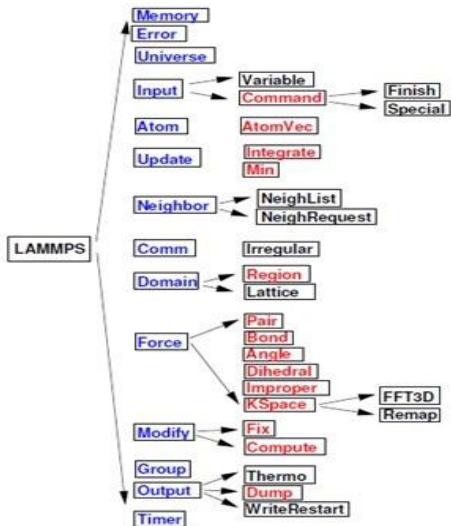 Memory
Error
Universe
Input
Variable
Command
Finish
Special
Atom
AtomVec
Update
Integrate
Min
Neighbor
NeighList
NeighRequest
LAMMPS
Comm
Irregular
Domain
Region
Lattice
Force
Pair
Bond
Angle
Dihedral
Improper
KSpace
FFT3D
Remap
Modify
Fix
Compute
Group
Output
Thermo
Dump
WriteRestart
Timer